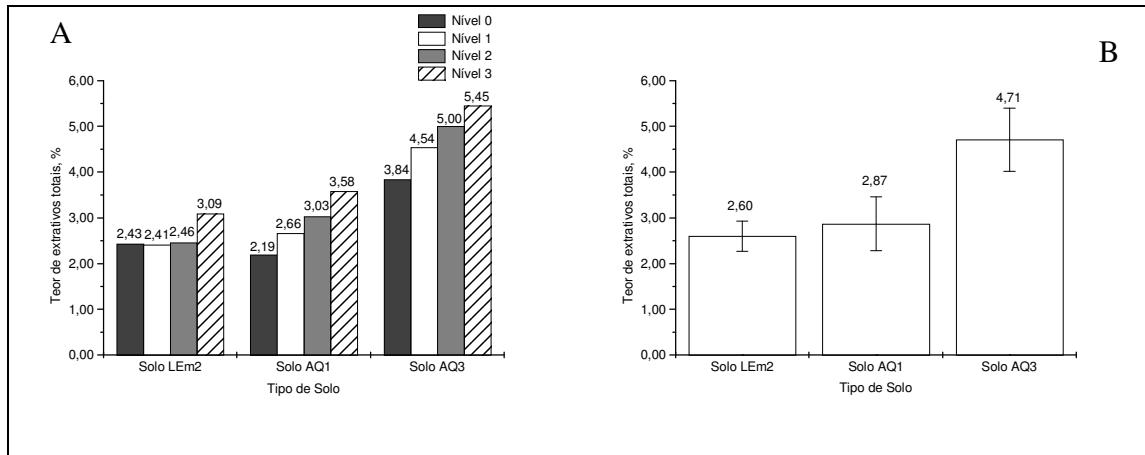 A
Nível 0
Nível 1
Nível 2
Nível 3
Teor de extrativos totais, %
6,00
5,00
4,00
3,00
2,00
1,00
0,00
2,43
2,41
2,46
3,09
2,19
2,66
3,03
3,58
3,84
4,54
5,00
5,45
Solo LEm2
Solo AQ1
Solo AQ3
Tipo de Solo
B
Teor de extrativos totais, %
6,00
5,00
4,00
3,00
2,00
1,00
0,00
2,60
2,87
4,71
Solo LEm2
Solo AQ1
Solo AQ3
Tipo de Solo